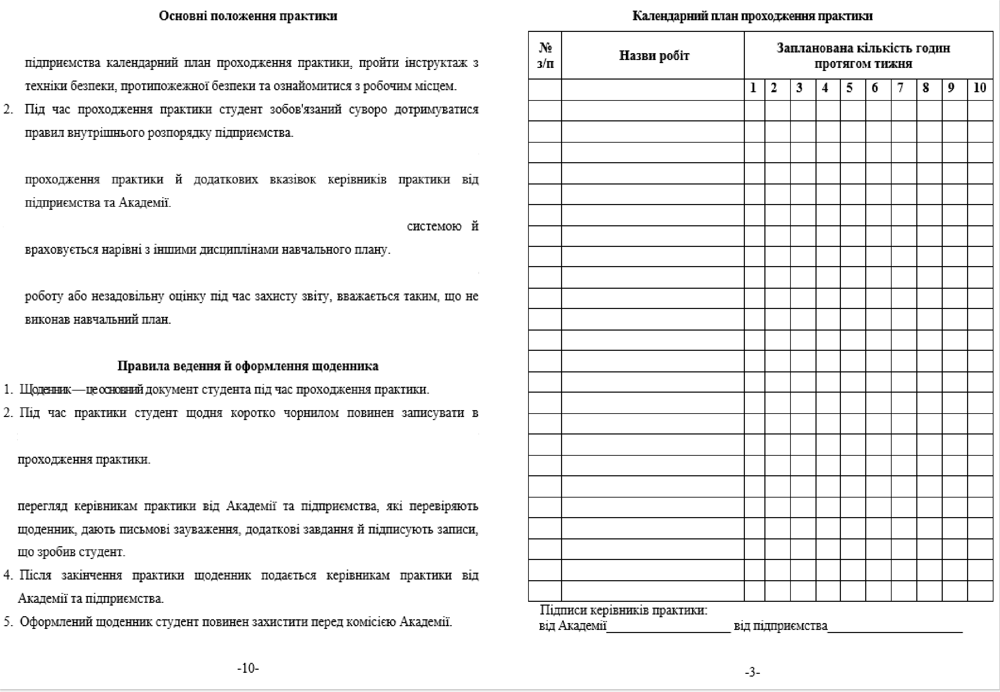 Основні положення практики
підприємства календарний план проходження практики, пройти інструктаж з
техніки безпеки, протипожежної безпеки та ознайомитися з робочим місцем.
2. Під час проходження практики студент зобов'язаний суворо дотримуватися
правил внутрішнього розпорядку підприємства.
проходження практики й додаткових вказівок керівників практики від
підприємства та Академії.
системою й
враховується нарівні з іншими дисциплінами навчального плану.
роботу або незадовільну оцінку під час захисту звіту, вважається таким, що не
виконав навчальний план.
Правила ведення й оформлення щоденника
1. Щоденник—це основний документ студента під час проходження практики.
2. Під час практики студент щодня коротко чорнилом повинен записувати в
проходження практики.
перегляд керівникам практики від Академії та підприємства, які перевіряють
щоденник, дають письмові зауваження, додаткові завдання й підписують записи,
що зробив студент.
4. Після закінчення практики щоденник подається керівникам практики від
Академії та підприємства.
5. Оформлений щоденник студент повинен захистити перед комісією Академії.
-10-
Календарний план проходження практики
№ з/п
Назви робіт
Запланована кількість годин
протягом тижня
1 2 3 4 5 6 7 8 9 10
Підписи керівників практики:
від Академії____________________ від підприємства______________________
-3-